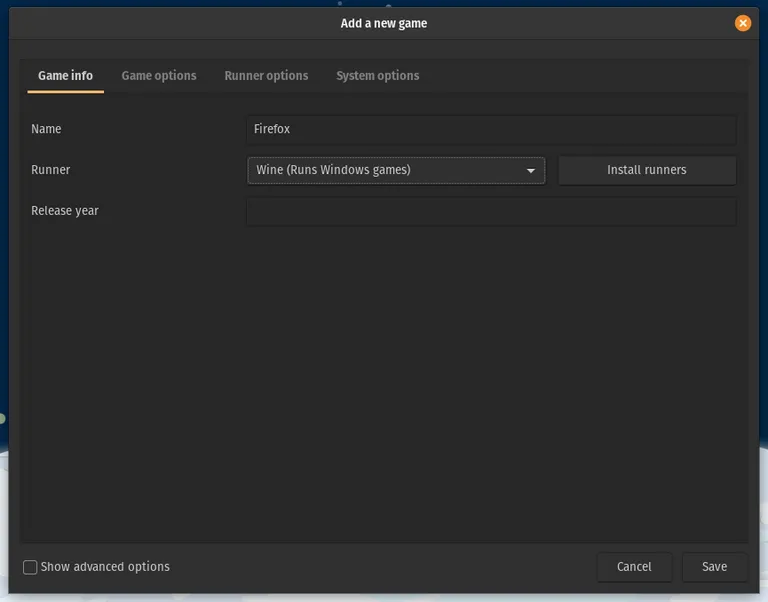 Add a new game
Game info Game options Runner options System options
Name Firefox
Runner Wine (Runs Windows games) Install runners
Release year
Show advanced options Cancel Save